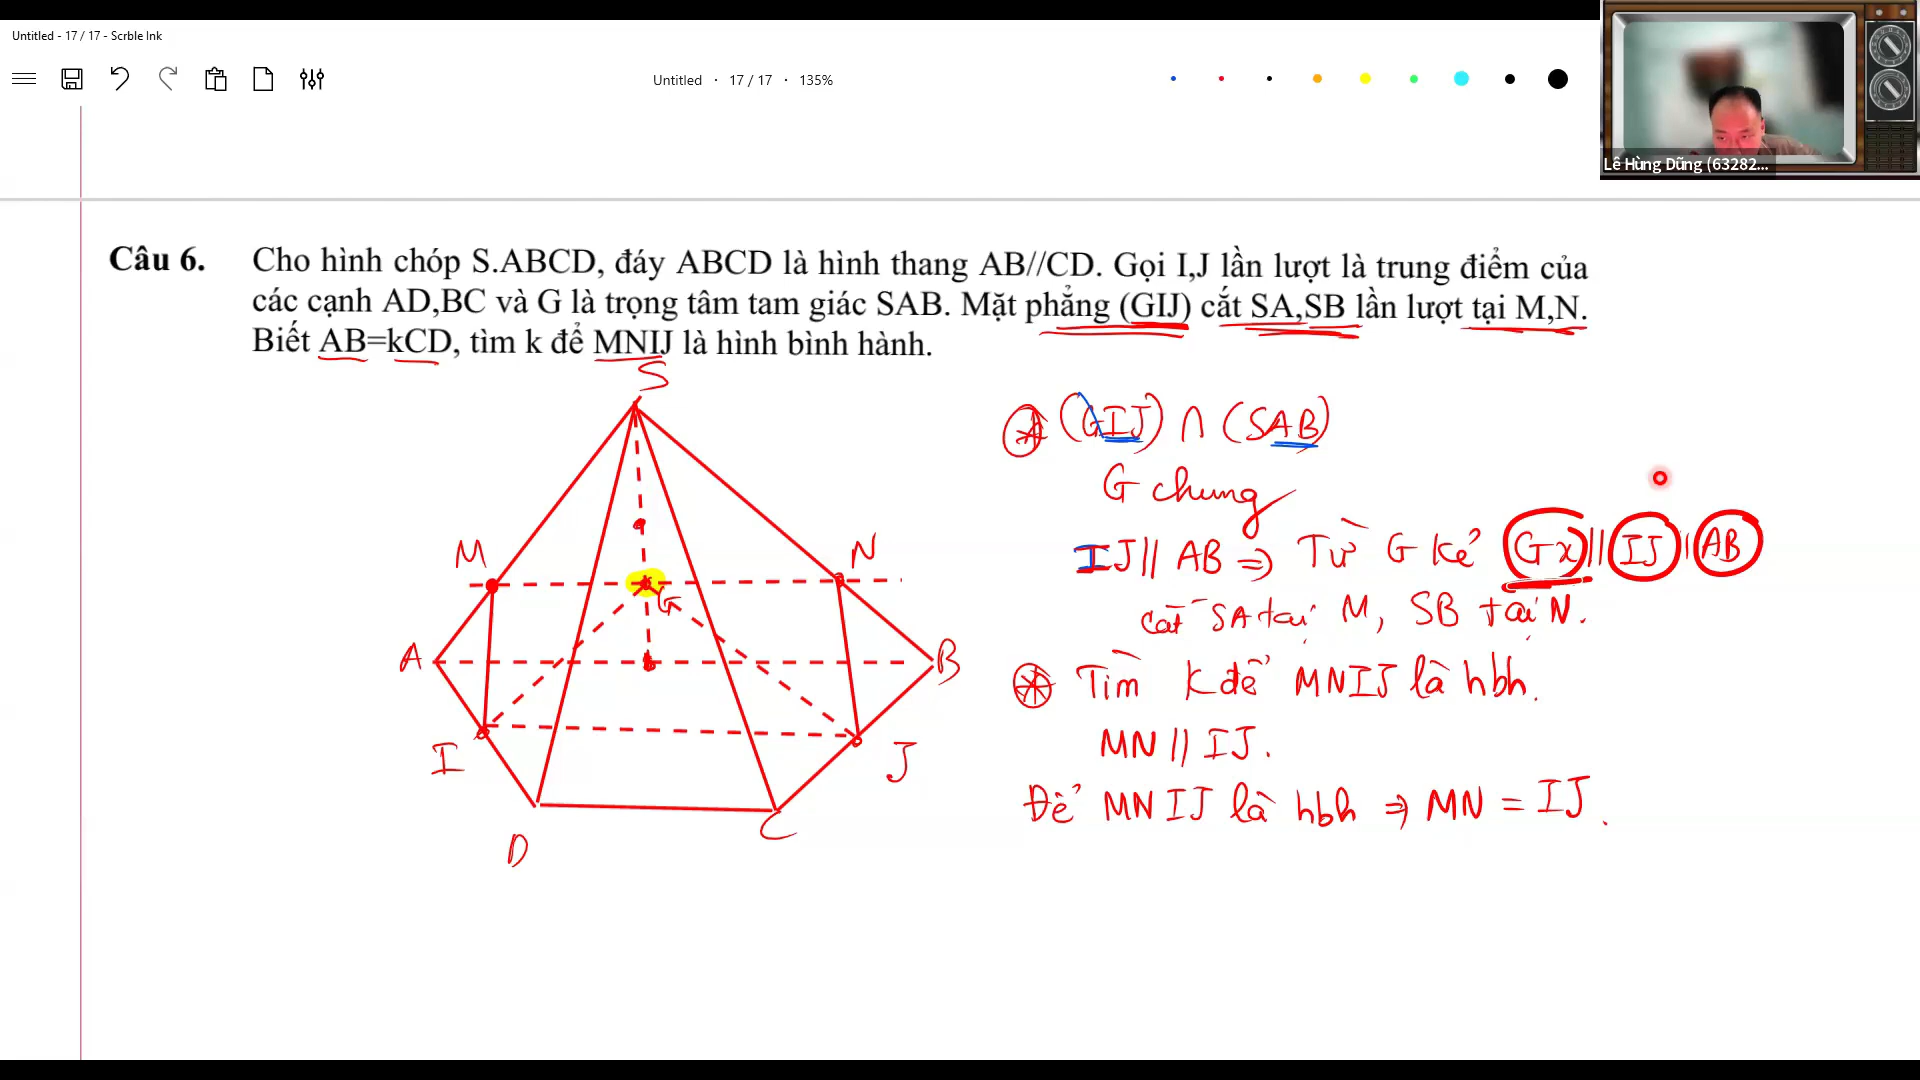 Untitled - 17 / 17 - Scrble Ink
Untitled • 17 / 17 • 135%
Lê Hùng Dũng (63282...
Câu 6. Cho hình chóp S.ABCD, đáy ABCD là hình thang AB//CD. Gọi I,J lần lượt là trung điểm của
các cạnh AD,BC và G là trọng tâm tam giác SAB. Mặt phẳng (GIJ) cắt SA,SB lần lượt tại M,N.
Biết AB=kCD, tìm k để MNIJ là hình bình hành.
S
M
N
G
A
B
I
J
D
C
(GIJ) ∩ (SAB)
G chung
IJ // AB => Từ G kẻ Gx // IJ // AB
cắt SA tại M, SB tại N.
Tìm K để MNIJ là hbh.
MN // IJ.
Để MNIJ là hbh => MN = IJ.